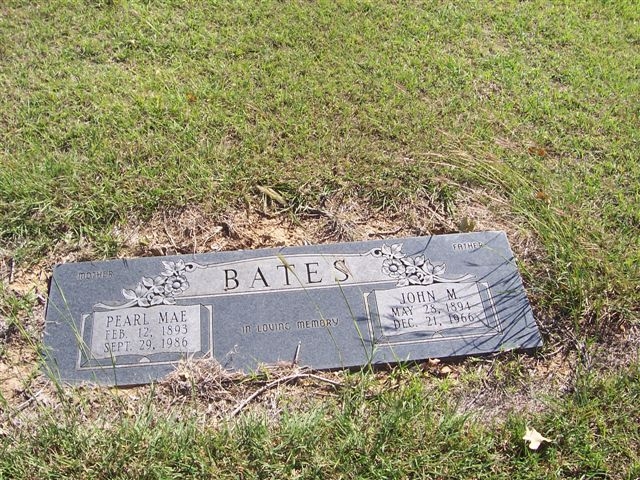 MOTHER
FATHER
BATES
PEARL MAE
FEB. 12, 1893
SEPT. 29, 1986
IN LOVING MEMORY
JOHN M.
MAY 28, 1894
DEC. 21, 1966